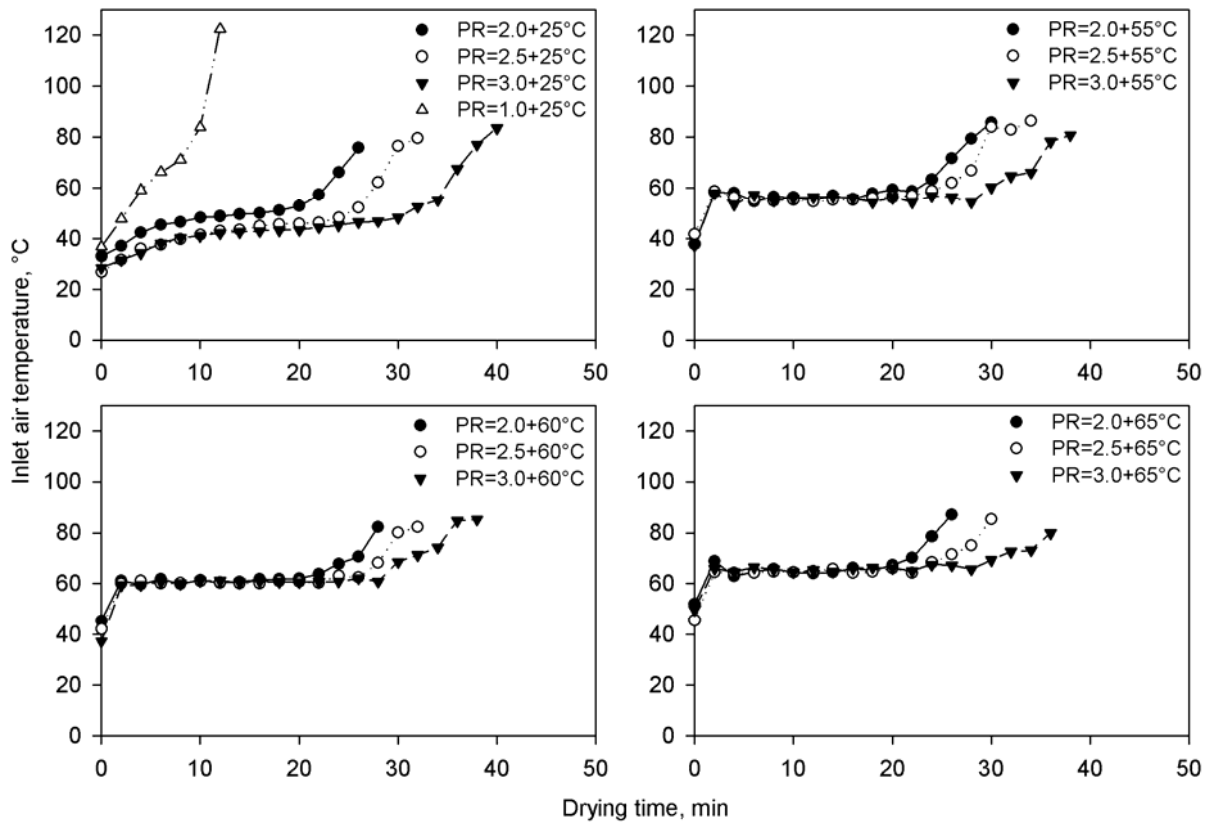 Inlet air temperature, °C
120
100
80
60
40
20
0
PR=2.0+25°C
PR=2.5+25°C
PR=3.0+25°C
PR=1.0+25°C
0 10 20 30 40 50
120
100
80
60
40
20
0
PR=2.0+55°C
PR=2.5+55°C
PR=3.0+55°C
0 10 20 30 40 50
120
100
80
60
40
20
0
PR=2.0+60°C
PR=2.5+60°C
PR=3.0+60°C
0 10 20 30 40 50
120
100
80
60
40
20
0
PR=2.0+65°C
PR=2.5+65°C
PR=3.0+65°C
0 10 20 30 40 50
Drying time, min